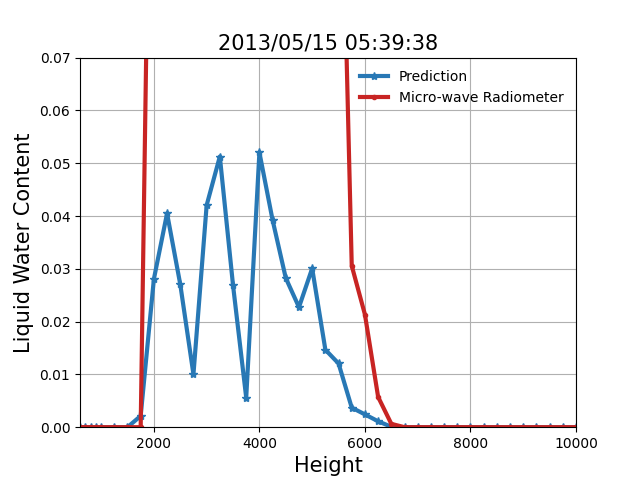 2013/05/15 05:39:38
Liquid Water Content
0.07
0.06
0.05
0.04
0.03
0.02
0.01
0.00
Prediction
Micro-wave Radiometer
2000 4000 6000 8000 10000
Height